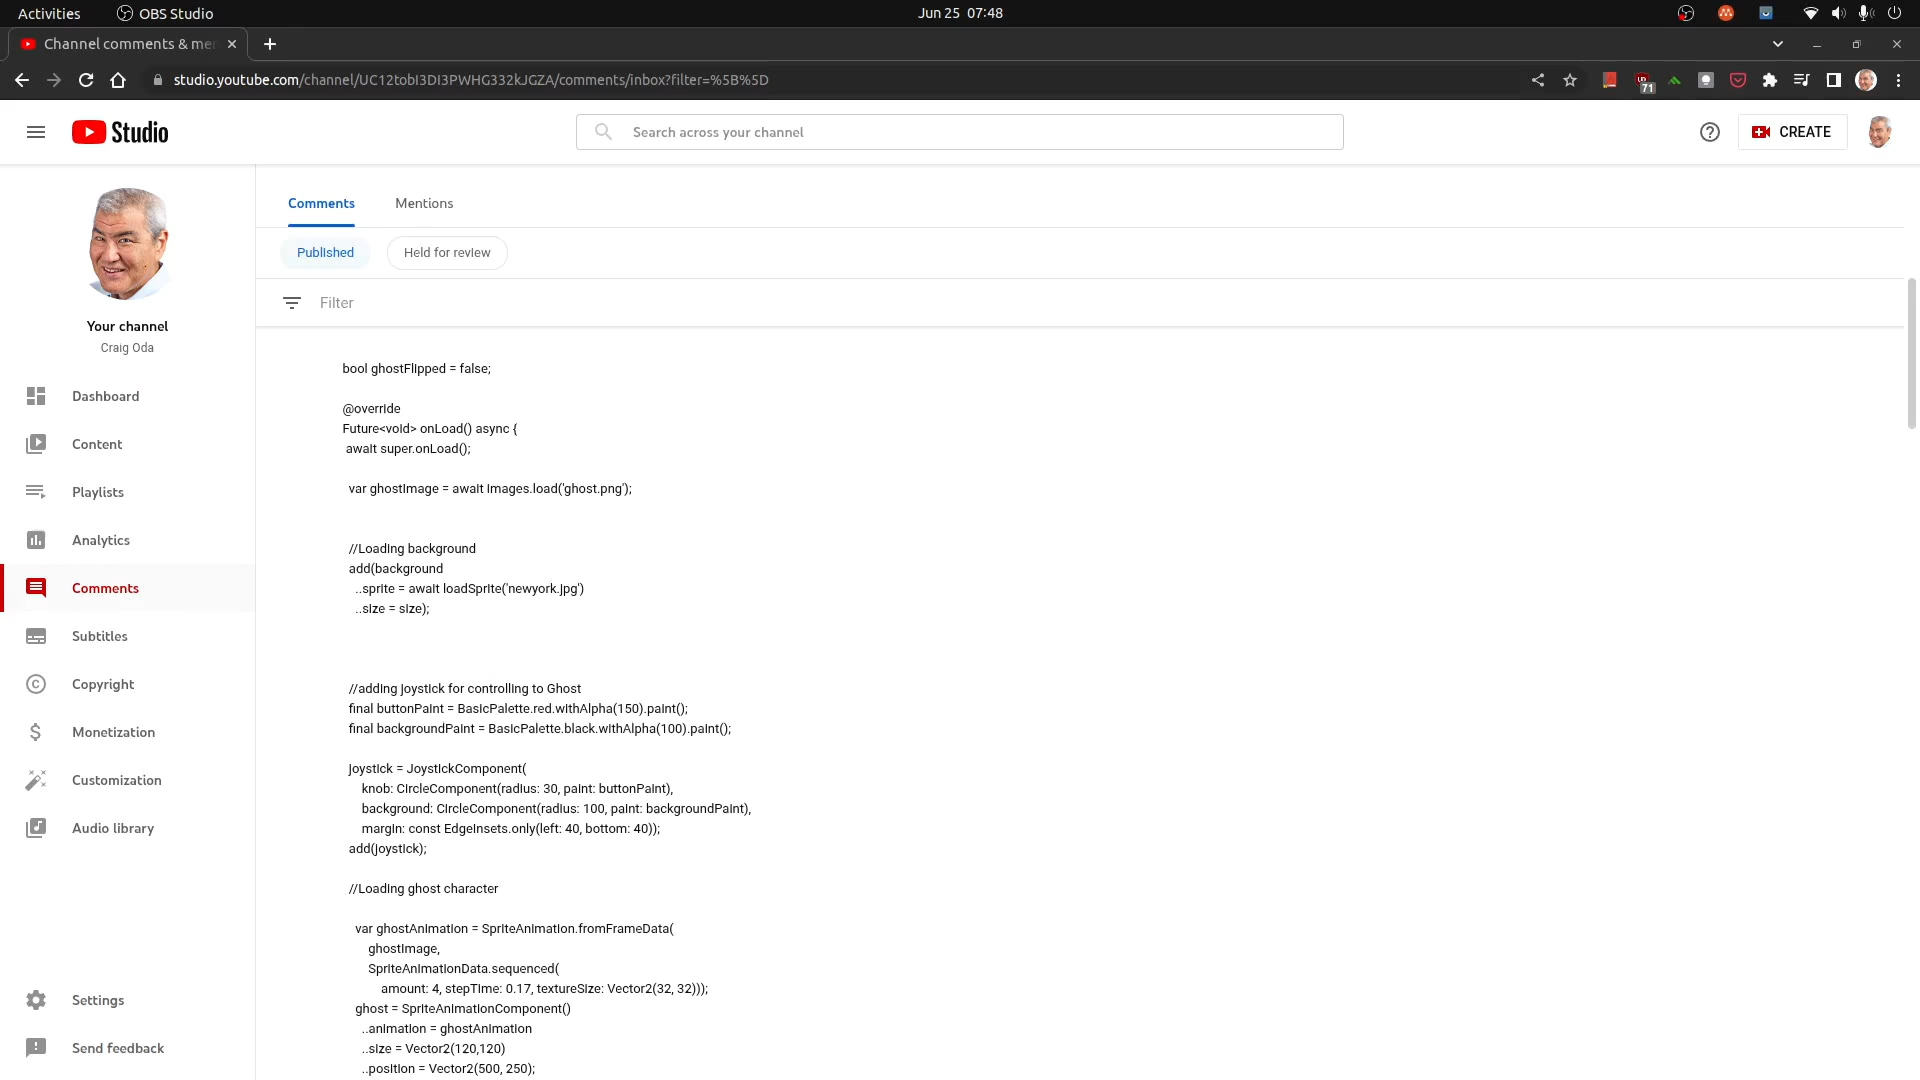 Activities
OBS Studio
Jun 25 07:48
Channel comments & me
studio.youtube.com/channel/UC12tobI3DI3PWHG332kJGZA/comments/inbox?filter=%5B%5D
71
Studio
Search across your channel
CREATE
Your channel
Craig Oda
Dashboard
Content
Playlists
Analytics
Comments
Subtitles
Copyright
Monetization
Customization
Audio library
Settings
Send feedback
Comments
Mentions
Published
Held for review
Filter
bool ghostFlipped = false;
@override
Future<void> onLoad() async {
await super.onLoad();
var ghostImage = await images.load('ghost.png');
//Loading background
add(background
..sprite = await loadSprite('newyork.jpg')
..size = size);
//adding joystick for controlling to Ghost
final buttonPaint = BasicPalette.red.withAlpha(150).paint();
final backgroundPaint = BasicPalette.black.withAlpha(100).paint();
joystick = JoystickComponent(
knob: CircleComponent(radius: 30, paint: buttonPaint),
background: CircleComponent(radius: 100, paint: backgroundPaint),
margin: const EdgeInsets.only(left: 40, bottom: 40));
add(joystick);
//Loading ghost character
var ghostAnimation = SpriteAnimation.fromFrameData(
ghostImage,
SpriteAnimationData.sequenced(
amount: 4, stepTime: 0.17, textureSize: Vector2(32, 32)));
ghost = SpriteAnimationComponent()
..animation = ghostAnimation
..size = Vector2(120,120)
..position = Vector2(500, 250);